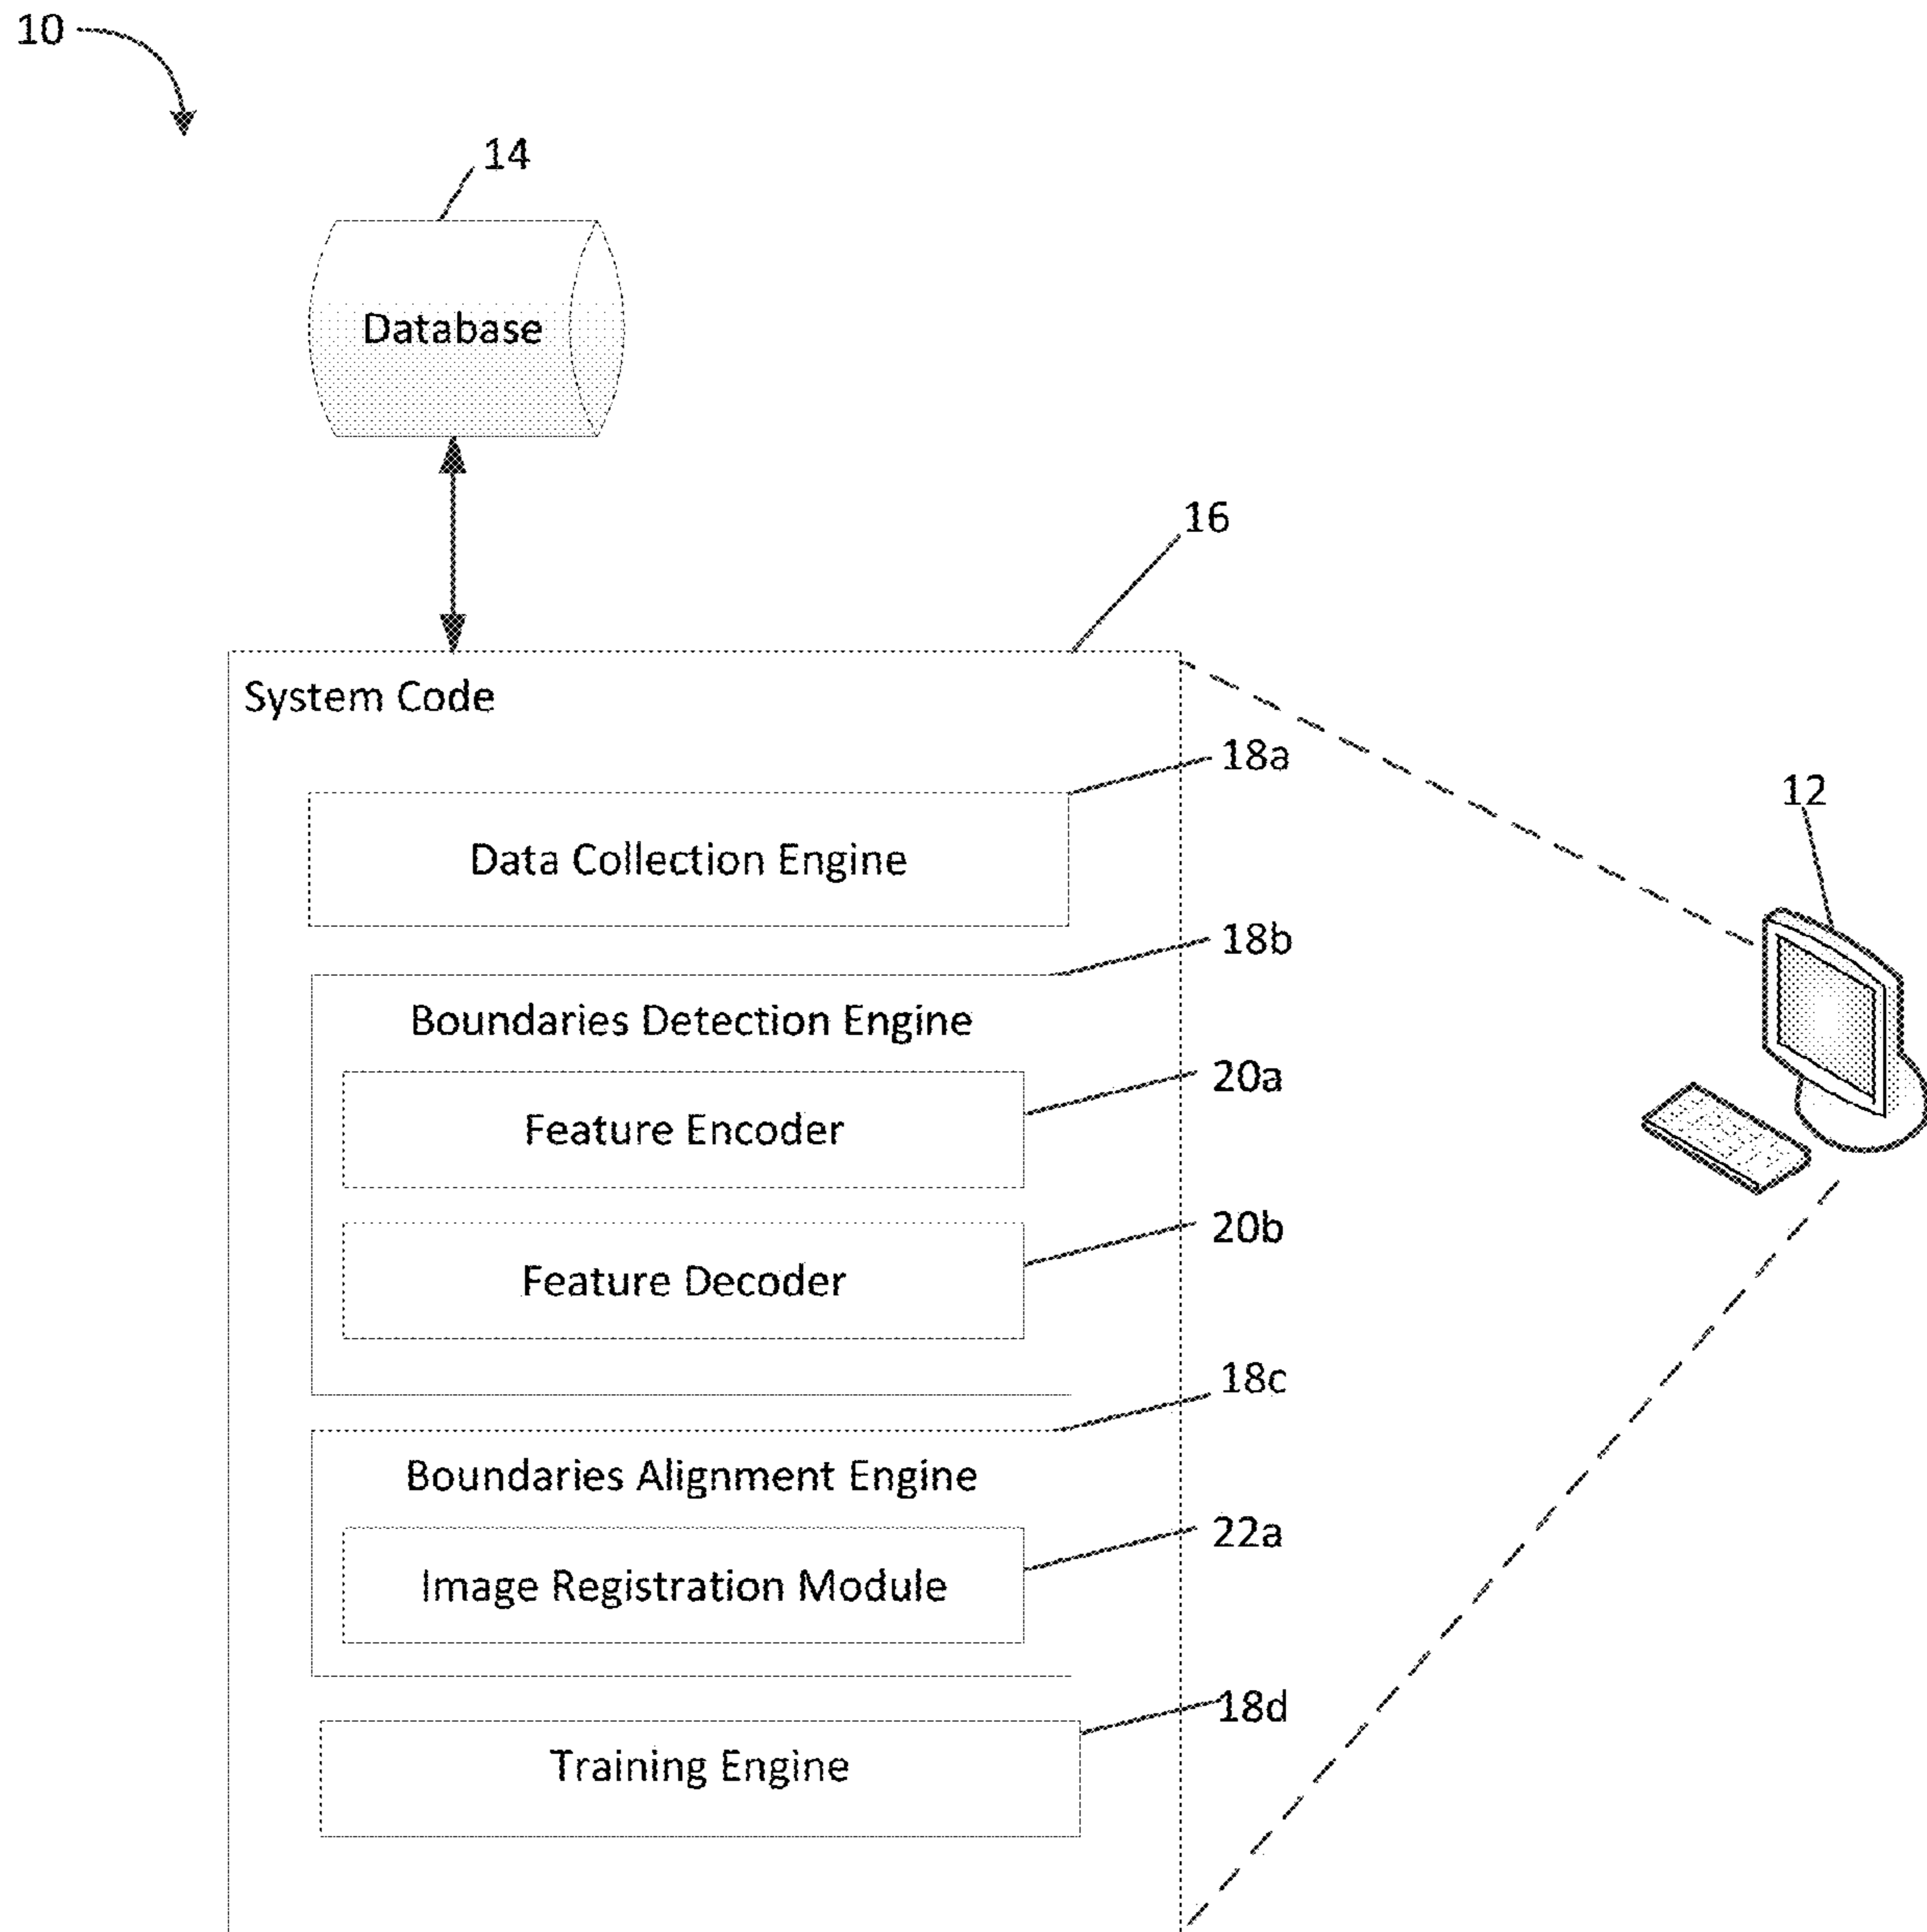 10
14
Database
16
System Code
18a
Data Collection Engine
12
18b
Boundaries Detection Engine
20a
Feature Encoder
20b
Feature Decoder
18c
Boundaries Alignment Engine
22a
Image Registration Module
18d
Training Engine